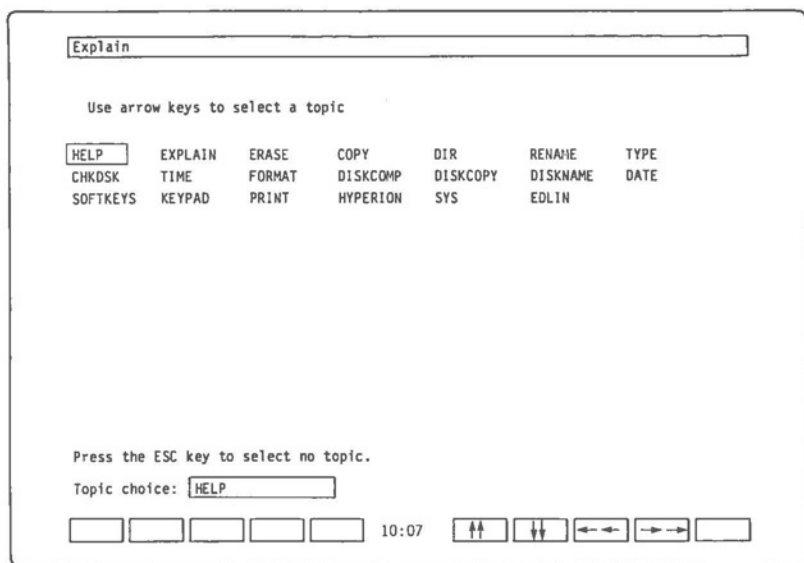 Explain
Use arrow keys to select a topic
HELP EXPLAIN ERASE COPY DIR RENAME TYPE
CHKDSK TIME FORMAT DISKCOMP DISKCOPY DISKNAME DATE
SOFTKEYS KEYPAD PRINT HYPERION SYS EDLIN
Press the ESC key to select no topic.
Topic choice: HELP
10:07